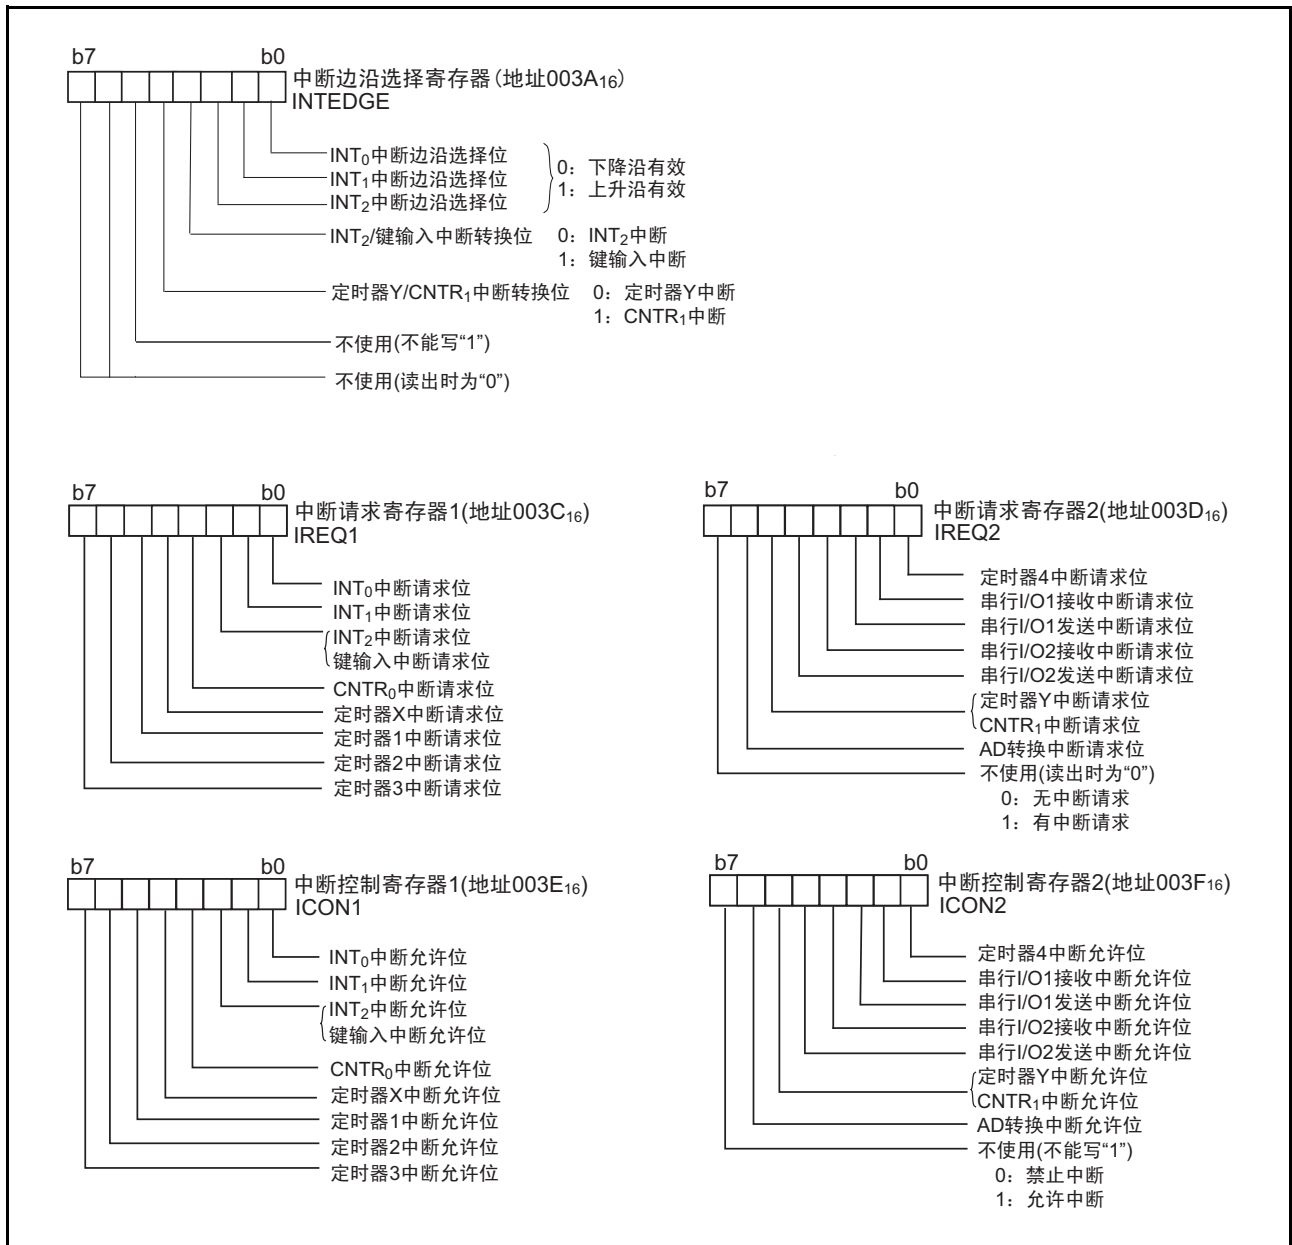 b7 b0
中断边沿选择寄存器(地址003A16)
INTEDGE
INT0中断边沿选择位
INT1中断边沿选择位
INT2中断边沿选择位
0：下降沿有效
1：上升沿有效
INT2/键输入中断转换位 0：INT2中断
1：键输入中断
定时器Y/CNTR1中断转换位 0：定时器Y中断
1：CNTR1中断
不使用(不能写“1”)
不使用(读出时为“0”)
b7 b0
中断请求寄存器1(地址003C16)
IREQ1
INT0中断请求位
INT1中断请求位
INT2中断请求位
键输入中断请求位
CNTR0中断请求位
定时器X中断请求位
定时器1中断请求位
定时器2中断请求位
定时器3中断请求位
b7 b0
中断请求寄存器2(地址003D16)
IREQ2
定时器4中断请求位
串行I/O1接收中断请求位
串行I/O1发送中断请求位
串行I/O2接收中断请求位
串行I/O2发送中断请求位
定时器Y中断请求位
CNTR1中断请求位
AD转换中断请求位
不使用(读出时为“0”)
0：无中断请求
1：有中断请求
b7 b0
中断控制寄存器1(地址003E16)
ICON1
INT0中断允许位
INT1中断允许位
INT2中断允许位
键输入中断允许位
CNTR0中断允许位
定时器X中断允许位
定时器1中断允许位
定时器2中断允许位
定时器3中断允许位
b7 b0
中断控制寄存器2(地址003F16)
ICON2
定时器4中断允许位
串行I/O1接收中断允许位
串行I/O1发送中断允许位
串行I/O2接收中断允许位
串行I/O2发送中断允许位
定时器Y中断允许位
CNTR1中断允许位
AD转换中断允许位
不使用(不能写“1”)
0：禁止中断
1：允许中断